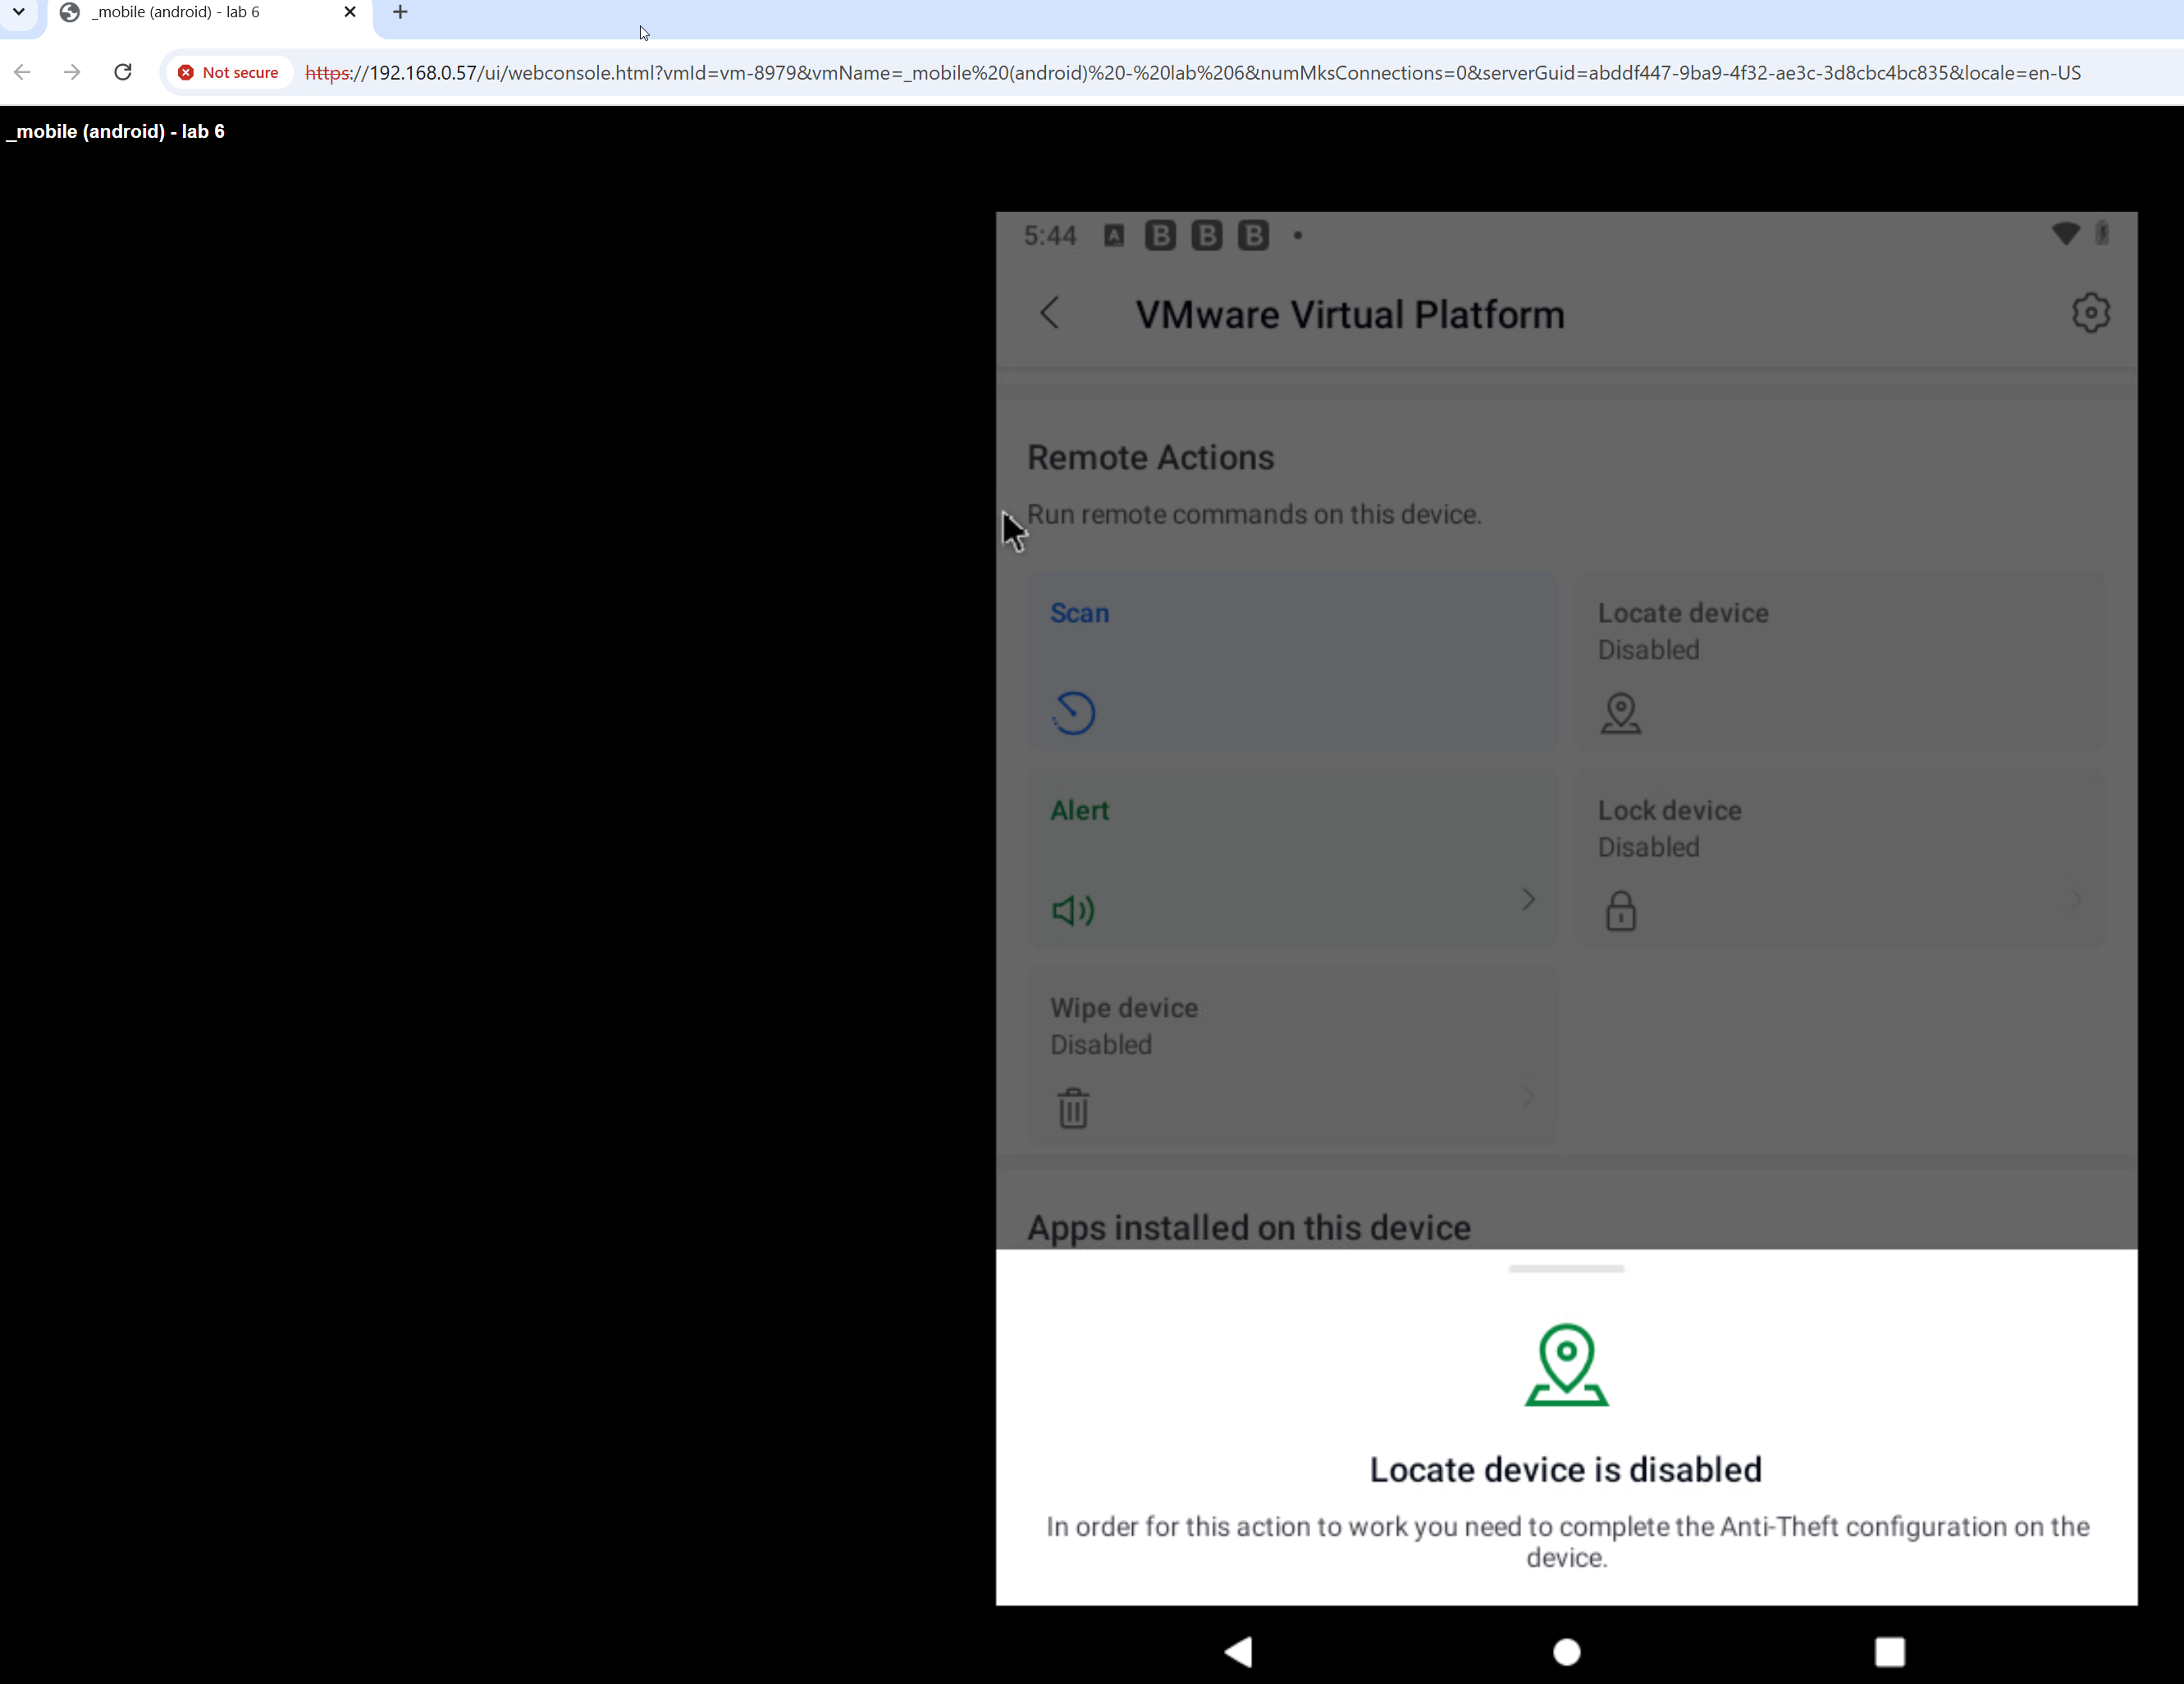 _mobile (android) - lab 6
Not secure
https://192.168.0.57/ui/webconsole.html?vmId=vm-8979&vmName=_mobile%20(android)%20-%20lab%206&numMksConnections=0&serverGuid=abddf447-9ba9-4f32-ae3c-3d8cbc4bc835&locale=en-US
_mobile (android) - lab 6
5:44 A B B B
VMware Virtual Platform
Remote Actions
Run remote commands on this device.
Scan
Locate device
Disabled
Alert
Lock device
Disabled
Wipe device
Disabled
Apps installed on this device
Locate device is disabled
In order for this action to work you need to complete the Anti-Theft configuration on the
device.